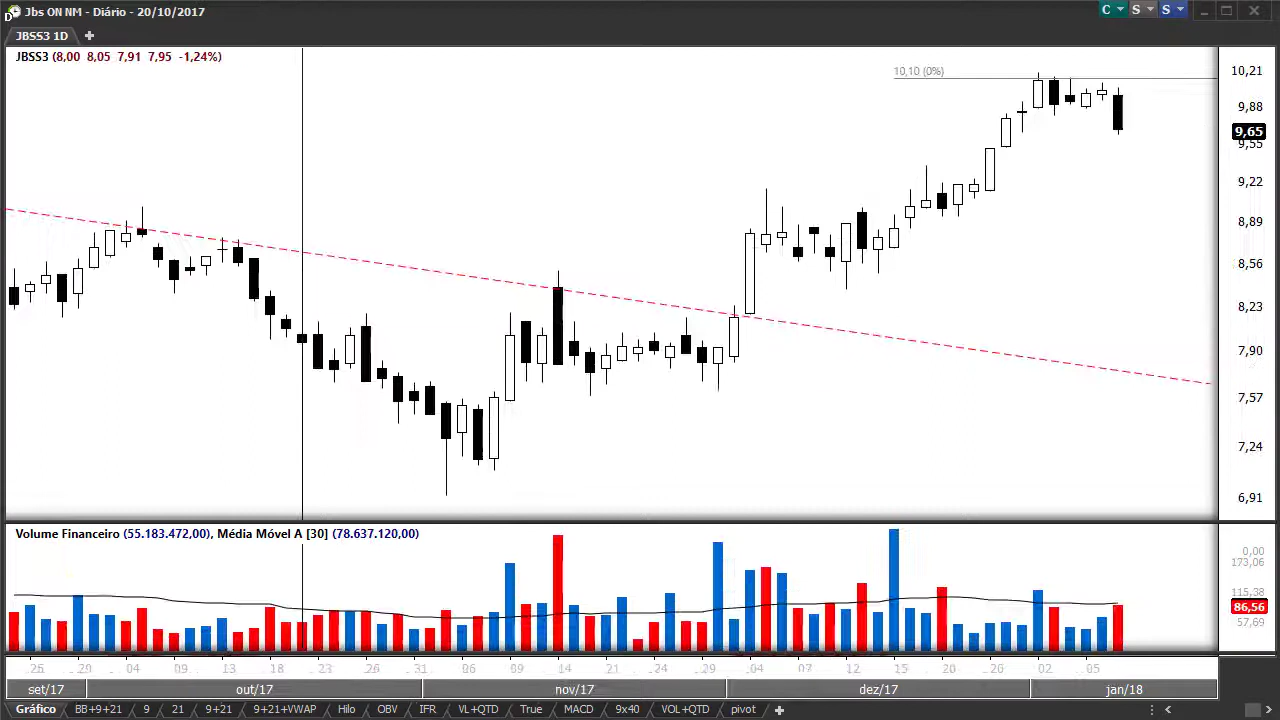 Jbs ON NM - Diário - 20/10/2017
C S S
JBSS3 1D
JBSS3 (8,00 8,05 7,91 7,95 -1,24%)
10,10 (0%)
10,21
9,88
9,65
9,55
9,22
8,89
8,56
8,23
7,90
7,57
7,24
6,91
Volume Financeiro (55.183.472,00), Média Móvel A [30] (78.637.120,00)
0,00
173,06
115,38
86,56
57,69
25 29 04 09 13 18 23 26 31 06 09 14 21 24 29 04 07 12 15 20 26 02 05
set/17 out/17 nov/17 dez/17 jan/18
Gráfico BB+9+21 9 21 9+21 9+21+VWAP Hilo OBV IFR VL+QTD True MACD 9x40 VOL+QTD pivot